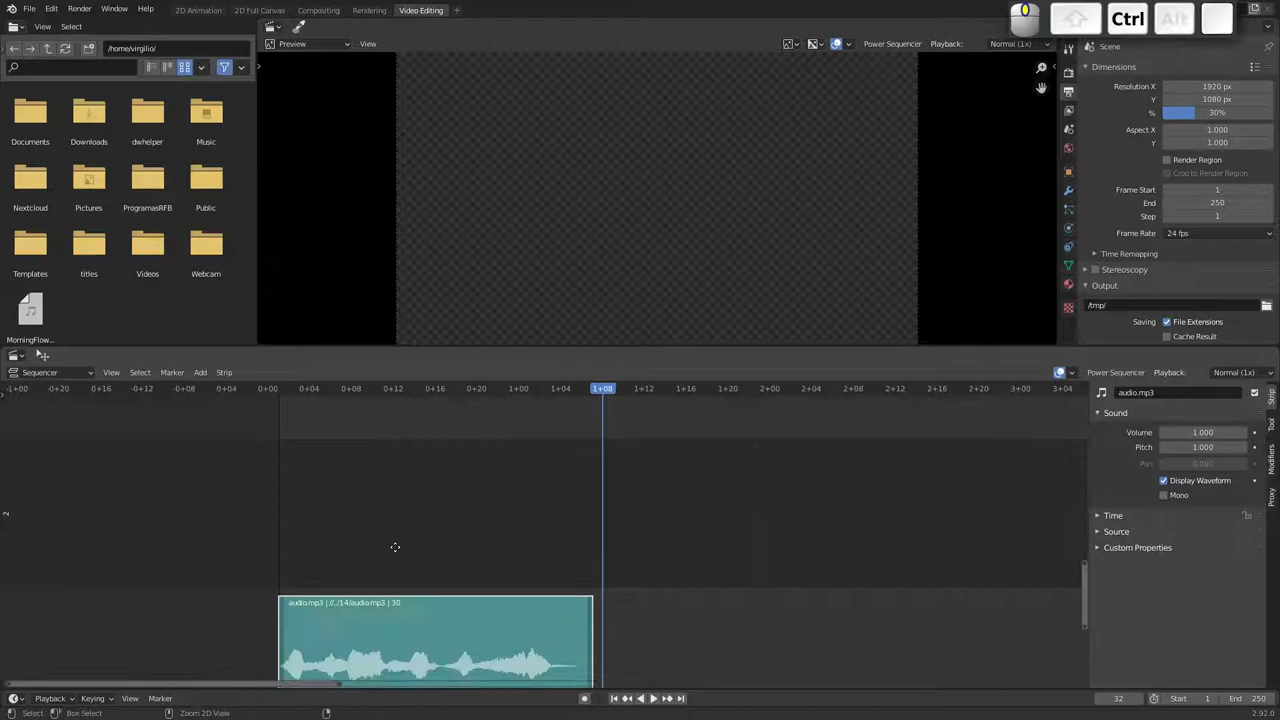 File Edit Render Window Help 2D Animation 2D Full Canvas Compositing Rendering Video Editing +
Ctrl Alt
View Select
Preview View Power Sequencer Playback: Normal (1x)
Scene
/home/virgilio/
Dimensions
Resolution X 1920 px
Y 1080 px
% 30%
Aspect X 1.000
Y 1.000
Render Region
Crop to Render Region
Frame Start 1
End 250
Step 1
Frame Rate 24 fps
Time Remapping
Stereoscopy
Output
/tmp/
Saving File Extensions
Cache Result
Documents Downloads dwhelper Music
Nextcloud Pictures ProgramasRFB Public
Templates titles Videos Webcam
MorningFlow...
Sequencer View Select Marker Add Strip Power Sequencer Playback: Normal (1x)
-1+00 -0+20 -0+16 -0+12 -0+08 -0+04 0+00 0+04 0+08 0+12 0+16 0+20 1+00 1+04 1+08 1+12 1+16 1+20 2+00 2+04 2+08 2+12 2+16 2+20 3+00 3+04
audio.mp3
Sound
Volume 1.000
Pitch 1.000
Pan 0.000
Display Waveform
Mono
Time
Source
Custom Properties
Strip
Tool
Modifiers
Proxy
2
audio.mp3 | //../14/audio.mp3 | 30
Playback Keying View Marker 32 Start 1 End 250
Select Box Select Zoom 2D View 2.92.0